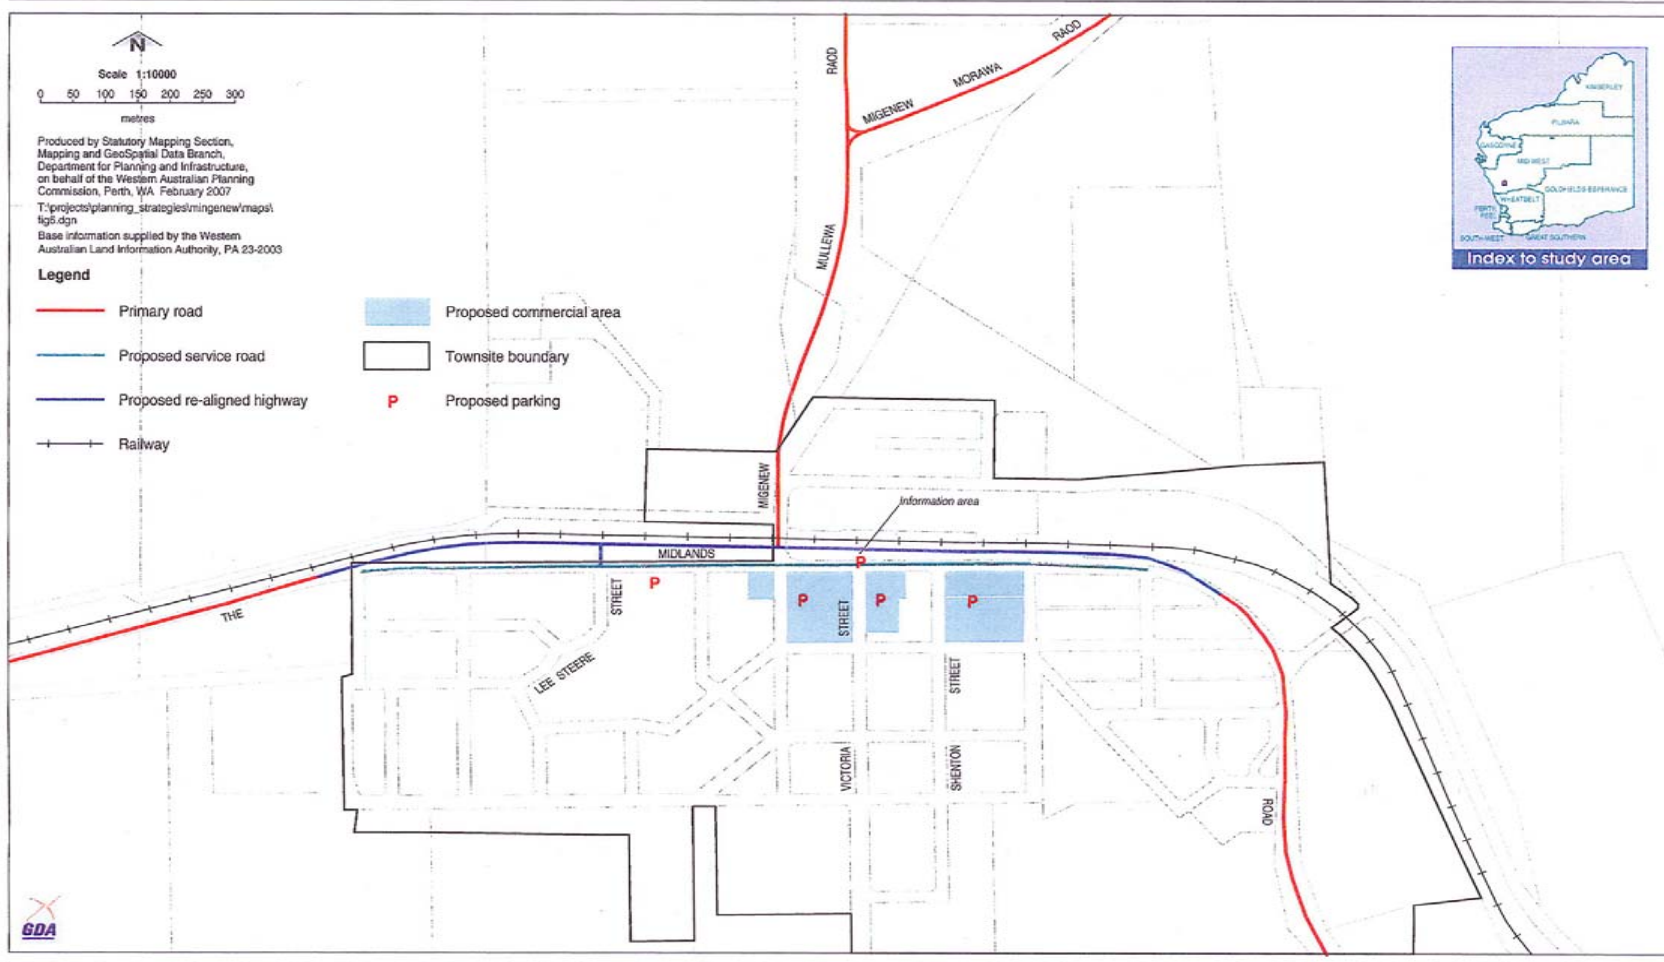 N
Scale 1:10000
0 50 100 150 200 250 300
metres
Produced by Statutory Mapping Section,
Mapping and GeoSpatial Data Branch,
Department for Planning and Infrastructure,
on behalf of the Western Australian Planning
Commission, Perth, WA February 2007
T:\projects\planning_strategies\mingenew\maps\
fig6.dgn
Base information supplied by the Western
Australian Land Information Authority, PA 23-2003
Legend
Primary road
Proposed service road
Proposed re-aligned highway
Railway
Proposed commercial area
Townsite boundary
P
Proposed parking
RAOD
MIGENEW MORAWA RAOD
MULLEWA
MIGENEW
Information area
MIDLANDS
THE
P
P
P
P
P
STREET
STREET
LEE STEERE
STREET
VICTORIA
SHENTON
ROAD
KIMBERLEY
PILBARA
GASCOYNE
MID WEST
GOLDFIELDS-ESPERANCE
WHEATBELT
PERTH
PEEL
SOUTH-WEST
GREAT SOUTHERN
Index to study area
GDA